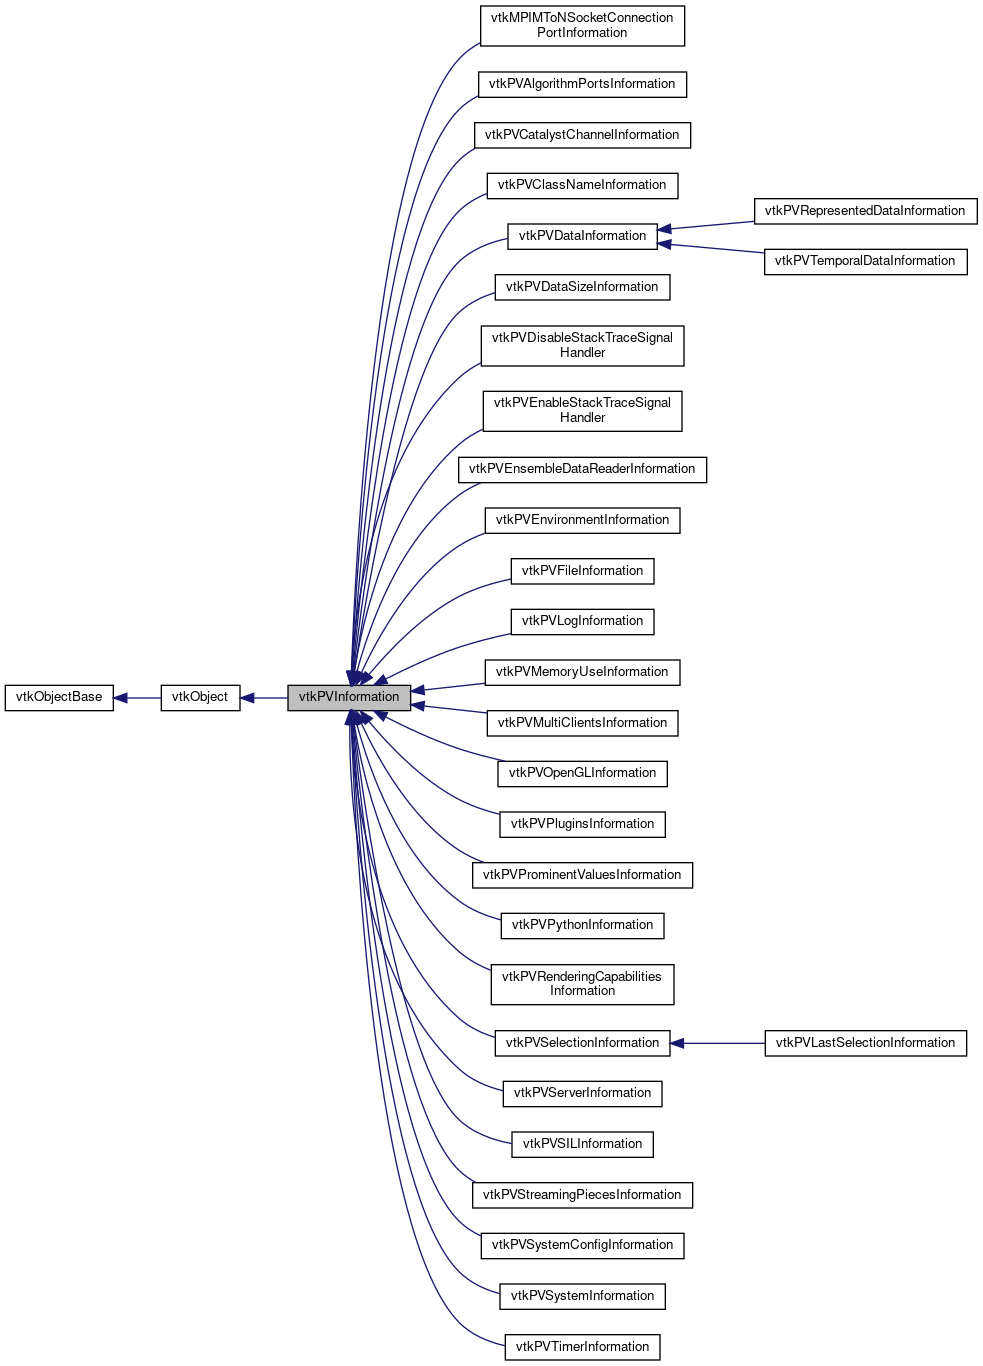 vtkMPIMToNSocketConnection
PortInformation
vtkPVAlgorithmPortsInformation
vtkPVCatalystChannelInformation
vtkPVClassNameInformation
vtkPVRepresentedDataInformation
vtkPVDataInformation
vtkPVTemporalDataInformation
vtkPVDataSizeInformation
vtkPVDisableStackTraceSignal
Handler
vtkPVEnableStackTraceSignal
Handler
vtkPVEnsembleDataReaderInformation
vtkPVEnvironmentInformation
vtkPVFileInformation
vtkPVLogInformation
vtkPVMemoryUseInformation
vtkObjectBase
vtkObject
vtkPVInformation
vtkPVMultiClientsInformation
vtkPVOpenGLInformation
vtkPVPluginsInformation
vtkPVProminentValuesInformation
vtkPVPythonInformation
vtkPVRenderingCapabilities
Information
vtkPVSelectionInformation
vtkPVLastSelectionInformation
vtkPVServerInformation
vtkPVSILInformation
vtkPVStreamingPiecesInformation
vtkPVSystemConfigInformation
vtkPVSystemInformation
vtkPVTimerInformation